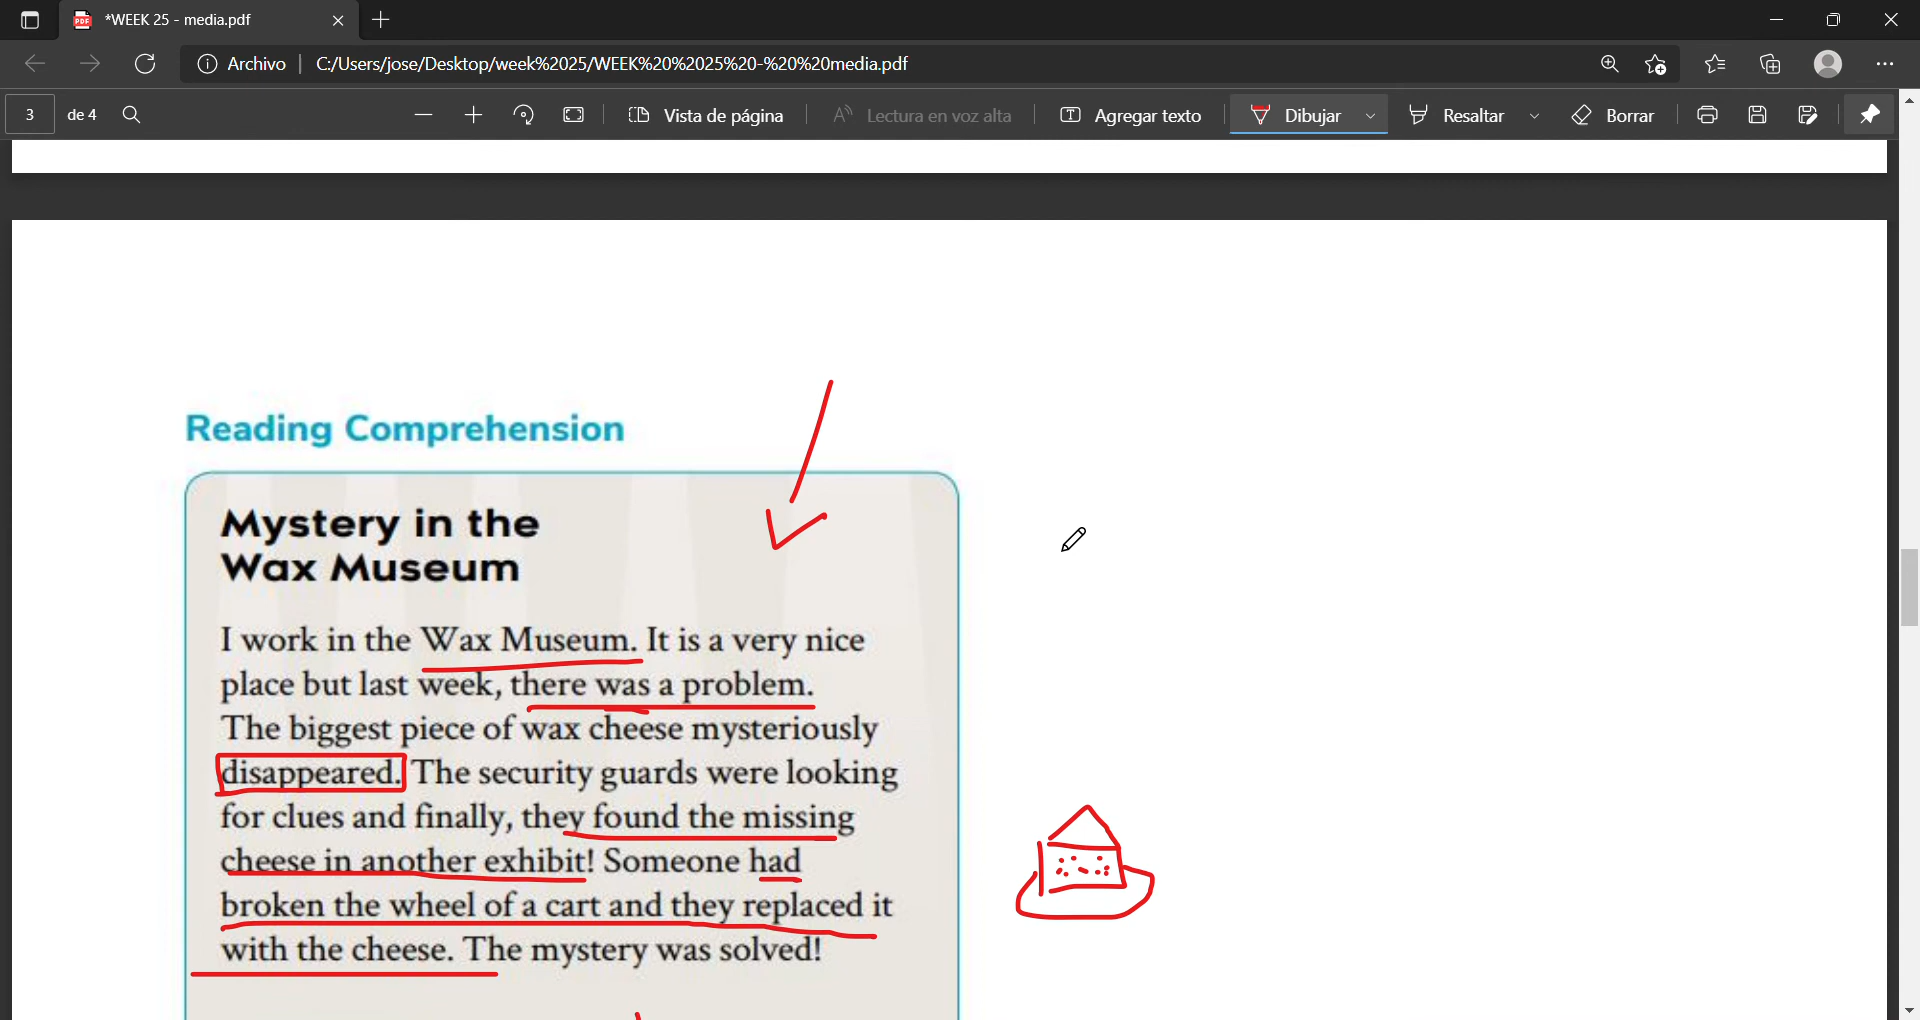 *WEEK 25 - media.pdf
Archivo | C:/Users/jose/Desktop/week%2025/WEEK%20%2025%20-%20%20media.pdf
3 de 4 Vista de página Lectura en voz alta Agregar texto Dibujar Resaltar Borrar
Reading Comprehension
Mystery in the
Wax Museum
I work in the Wax Museum. It is a very nice
place but last week, there was a problem.
The biggest piece of wax cheese mysteriously
disappeared. The security guards were looking
for clues and finally, they found the missing
cheese in another exhibit! Someone had
broken the wheel of a cart and they replaced it
with the cheese. The mystery was solved!